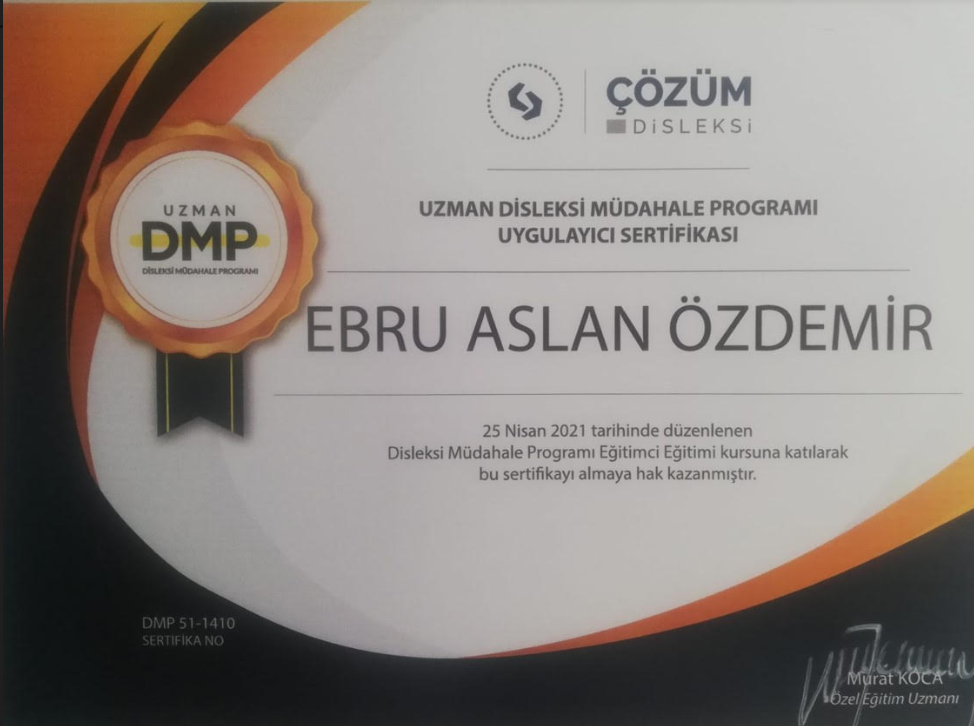 ÇÖZÜM
DİSLEKSİ
UZMAN DİSLEKSİ MÜDAHALE PROGRAMI
UYGULAYICI SERTİFİKASI
UZMAN
DMP
DİSLEKSİ MÜDAHALE PROGRAMI
EBRU ASLAN ÖZDEMİR
25 Nisan 2021 tarihinde düzenlenen
Disleksi Müdahale Programı Eğitimci Eğitimi kursuna katılarak
bu sertifikayı almaya hak kazanmıştır.
DMP 51-1410
SERTİFİKA NO
Murat KOCA
Özel Eğitim Uzmanı